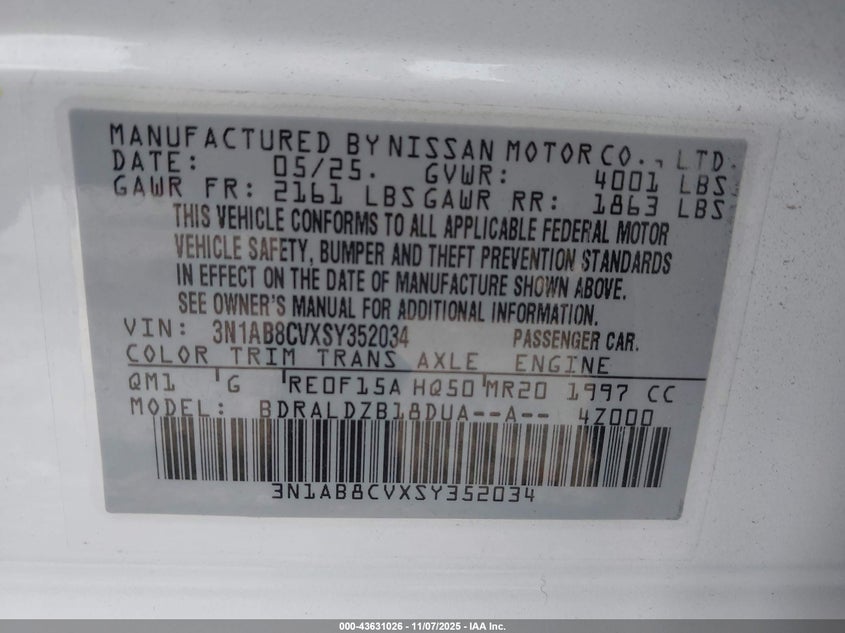 MANUFACTURED BY NISSAN MOTOR CO., LTD.
DATE: 05/25. GVWR: 4001 LBS
GAWR FR: 2161 LBS GAWR RR: 1863 LBS
THIS VEHICLE CONFORMS TO ALL APPLICABLE FEDERAL MOTOR
VEHICLE SAFETY, BUMPER AND THEFT PREVENTION STANDARDS
IN EFFECT ON THE DATE OF MANUFACTURE SHOWN ABOVE.
SEE OWNER'S MANUAL FOR ADDITIONAL INFORMATION.
VIN: 3N1AB8CVXSY352034 PASSENGER CAR.
COLOR TRIM TRANS AXLE ENGINE
QM1 G RE0F15A HQ50 MR20 1997 CC
MODEL: BDRALDZB18DUA--A-- 4Z000
3N1AB8CVXSY352034
000-43631026 - 11/07/2025 - IAA Inc.